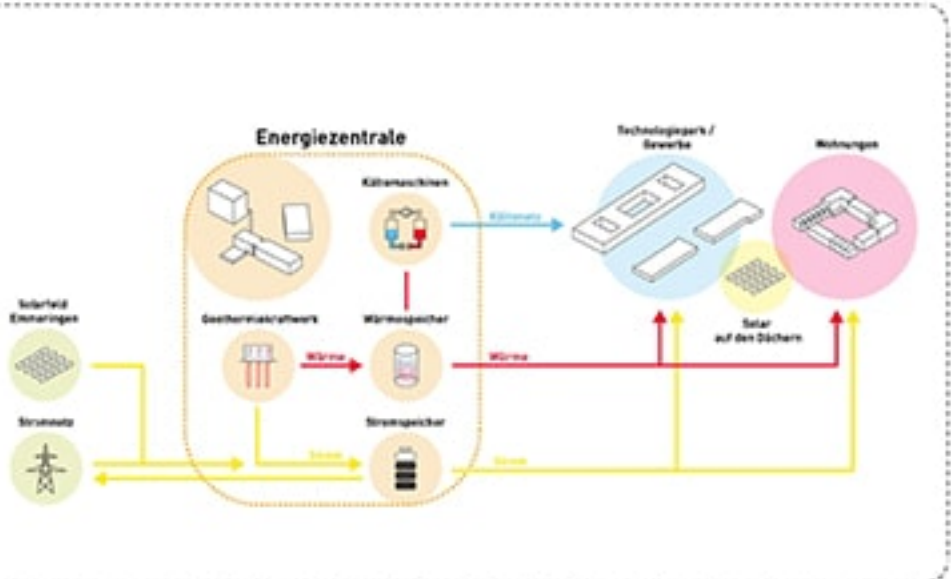 Energiezentrale
Technologiepark /
Gewerbe
Wohnungen
Kältemaschinen
Kältenetz
Solarfeld
Emmeringen
Geothermiekraftwerk
Wärmespeicher
Solar
auf den Dächern
Wärme
Wärme
Stromnetz
Stromspeicher
Strom
Strom